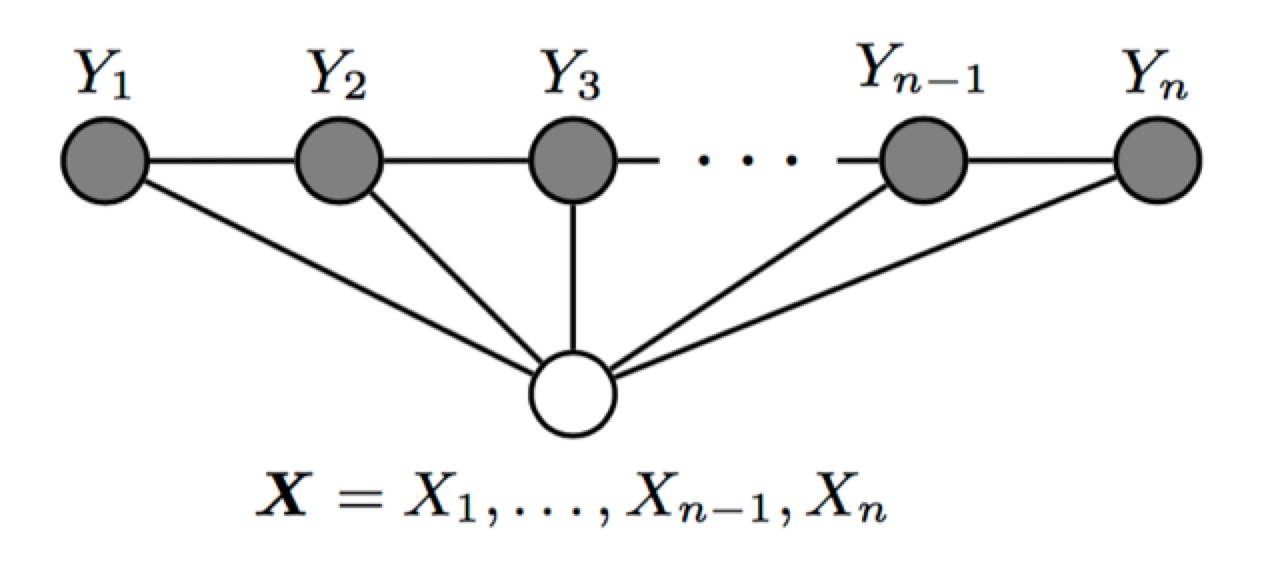 Y₁ Y₂ Y₃ Yₙ₋₁ Yₙ
· · ·
X = X₁, . . . , Xₙ₋₁, Xₙ